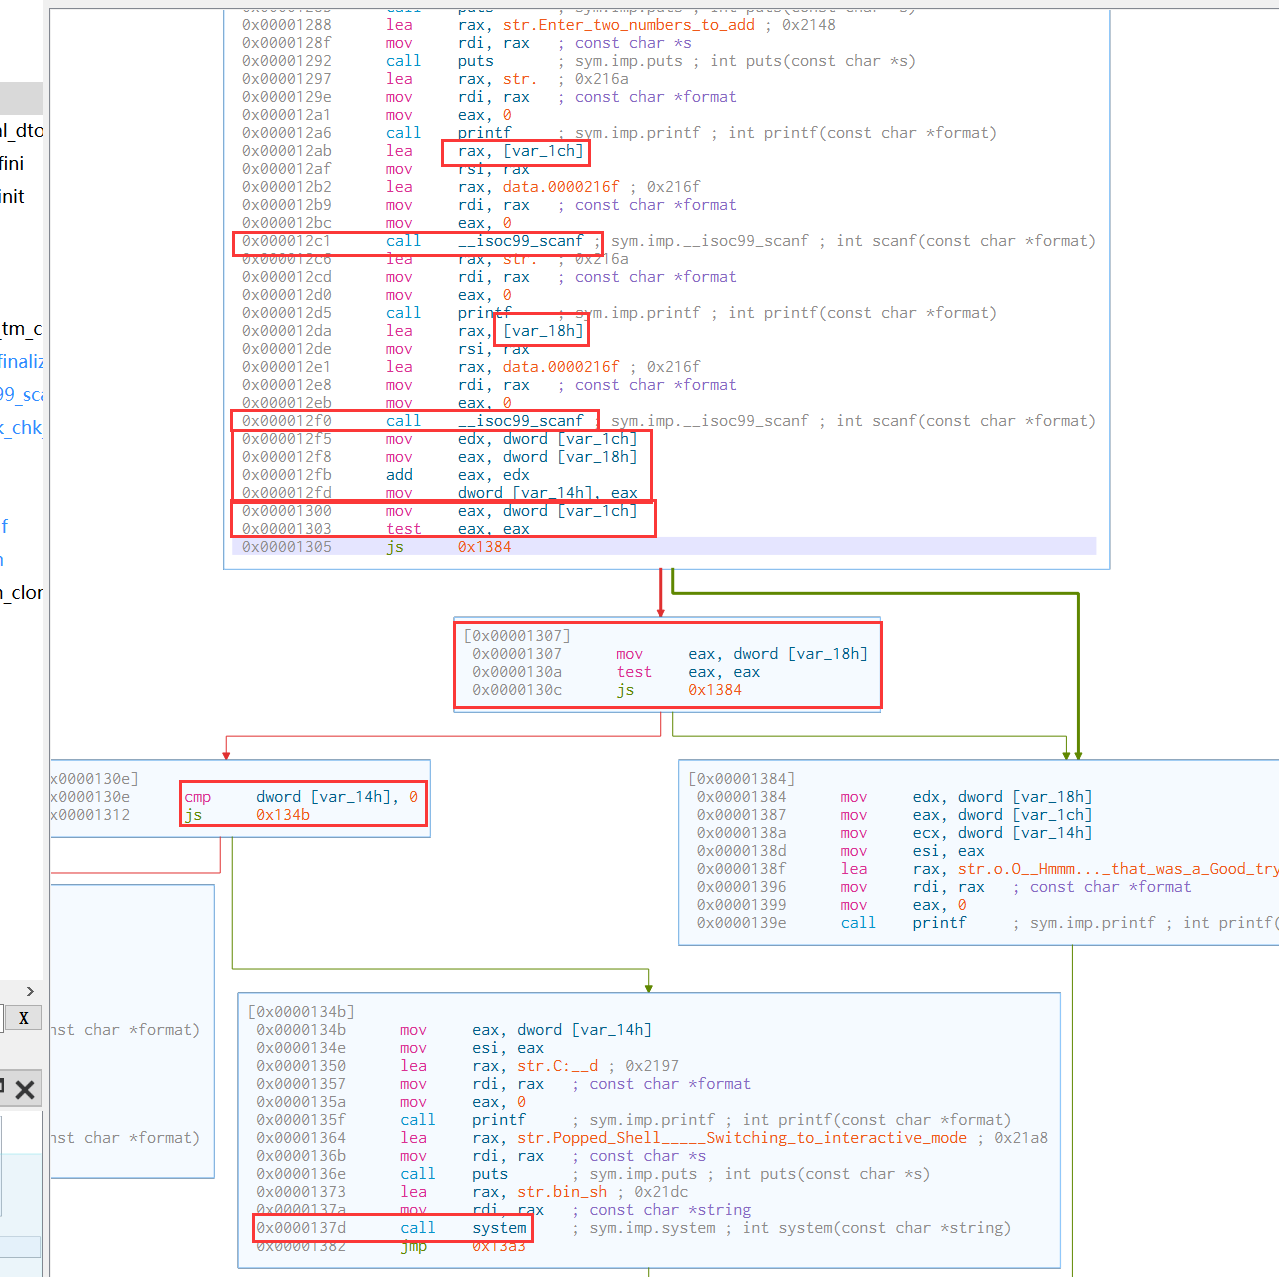 0x00001288 lea rax, str.Enter_two_numbers_to_add ; 0x2148
0x0000128f mov rdi, rax ; const char *s
0x00001292 call puts ; sym.imp.puts ; int puts(const char *s)
0x00001297 lea rax, str. ; 0x216a
0x0000129e mov rdi, rax ; const char *format
0x000012a1 mov eax, 0
0x000012a6 call printf ; sym.imp.printf ; int printf(const char *format)
0x000012ab lea rax, [var_1ch]
0x000012af mov rsi, rax
0x000012b2 lea rax, data.0000216f ; 0x216f
0x000012b9 mov rdi, rax ; const char *format
0x000012bc mov eax, 0
0x000012c1 call __isoc99_scanf ; sym.imp.__isoc99_scanf ; int scanf(const char *format)
0x000012c6 lea rax, str. ; 0x216a
0x000012cd mov rdi, rax ; const char *format
0x000012d0 mov eax, 0
0x000012d5 call printf ; sym.imp.printf ; int printf(const char *format)
0x000012da lea rax, [var_18h]
0x000012de mov rsi, rax
0x000012e1 lea rax, data.0000216f ; 0x216f
0x000012e8 mov rdi, rax ; const char *format
0x000012eb mov eax, 0
0x000012f0 call __isoc99_scanf ; sym.imp.__isoc99_scanf ; int scanf(const char *format)
0x000012f5 mov edx, dword [var_1ch]
0x000012f8 mov eax, dword [var_18h]
0x000012fb add eax, edx
0x000012fd mov dword [var_14h], eax
0x00001300 mov eax, dword [var_1ch]
0x00001303 test eax, eax
0x00001305 js 0x1384
[0x00001307]
0x00001307 mov eax, dword [var_18h]
0x0000130a test eax, eax
0x0000130c js 0x1384
x0000130e]
x0000130e cmp dword [var_14h], 0
x00001312 js 0x134b
[0x00001384]
0x00001384 mov edx, dword [var_18h]
0x00001387 mov eax, dword [var_1ch]
0x0000138a mov ecx, dword [var_14h]
0x0000138d mov esi, eax
0x0000138f lea rax, str.o.O__Hmmm..._that_was_a_Good_try
0x00001396 mov rdi, rax ; const char *format
0x00001399 mov eax, 0
0x0000139e call printf ; sym.imp.printf ; int printf(
[0x0000134b]
0x0000134b mov eax, dword [var_14h]
0x0000134e mov esi, eax
0x00001350 lea rax, str.C:__d ; 0x2197
0x00001357 mov rdi, rax ; const char *format
0x0000135a mov eax, 0
0x0000135f call printf ; sym.imp.printf ; int printf(const char *format)
0x00001364 lea rax, str.Popped_Shell_____Switching_to_interactive_mode ; 0x21a8
0x0000136b mov rdi, rax ; const char *s
0x0000136e call puts ; sym.imp.puts ; int puts(const char *s)
0x00001373 lea rax, str.bin_sh ; 0x21dc
0x0000137a mov rdi, rax ; const char *string
0x0000137d call system ; sym.imp.system ; int system(const char *string)
0x00001382 jmp 0x13a3
nst char *format)
nst char *format)
al_dto
fini
init
_tm_c
finaliz
99_sca
k_chk_
f
n_clor
X